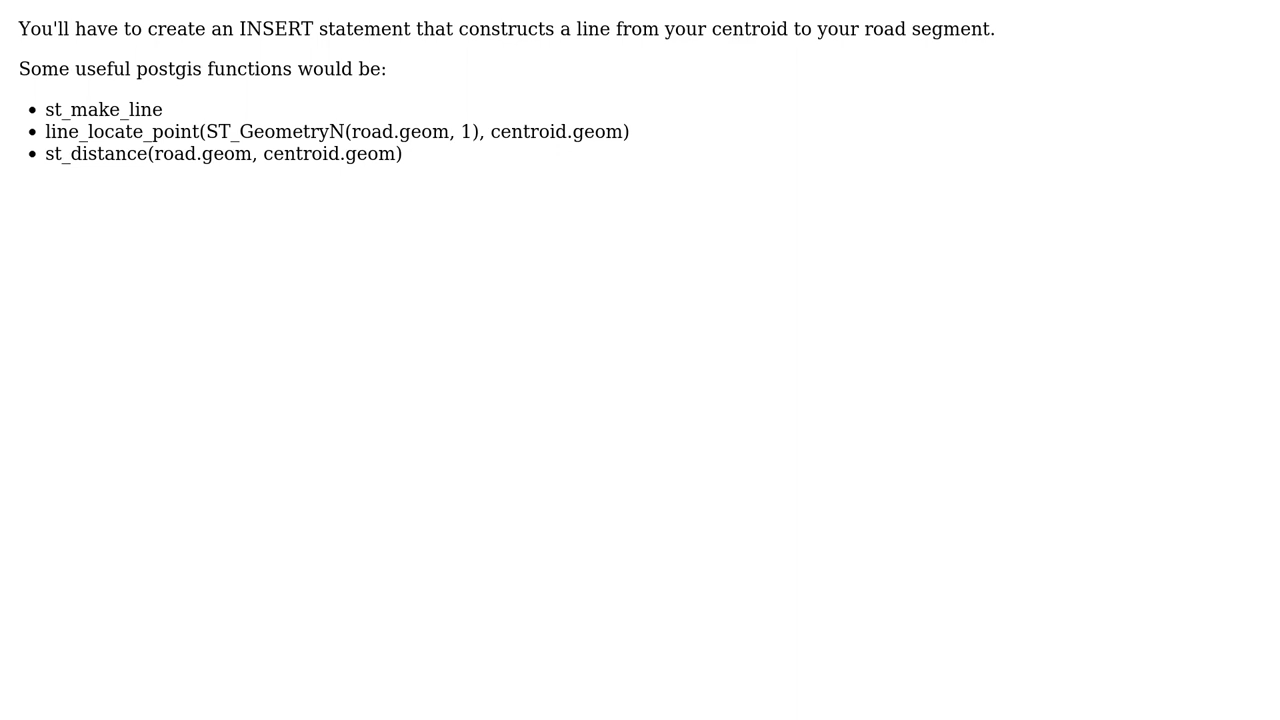 You'll have to create an INSERT statement that constructs a line from your centroid to your road segment.
Some useful postgis functions would be:
• st_make_line
• line_locate_point(ST_GeometryN(road.geom, 1), centroid.geom)
• st_distance(road.geom, centroid.geom)